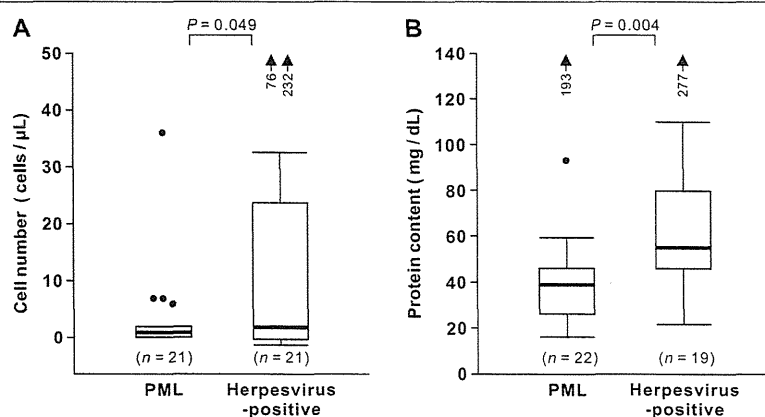 A
P = 0.049
Cell number ( cells / μL)
50
40
30
20
10
0
76
232
(n = 21)
(n = 21)
PML
Herpesvirus
-positive
B
P = 0.004
Protein content ( mg / dL)
140
120
100
80
60
40
20
0
193
277
(n = 22)
(n = 19)
PML
Herpesvirus
-positive